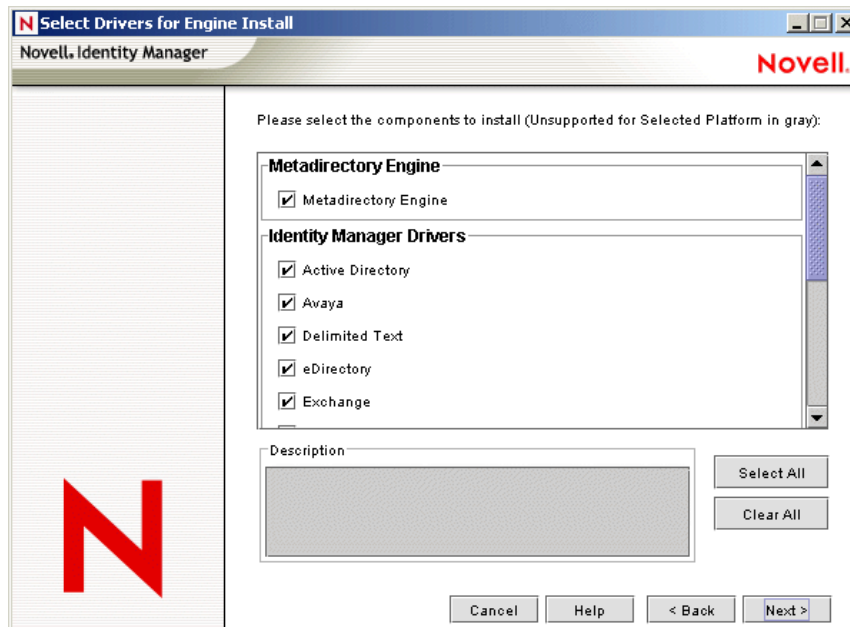 Select Drivers for Engine Install
Novell. Identity Manager
Novell.
Please select the components to install (Unsupported for Selected Platform in gray):
Metadirectory Engine
Metadirectory Engine
Identity Manager Drivers
Active Directory
Avaya
Delimited Text
eDirectory
Exchange
Description
Select All
Clear All
Cancel
Help
< Back
Next >